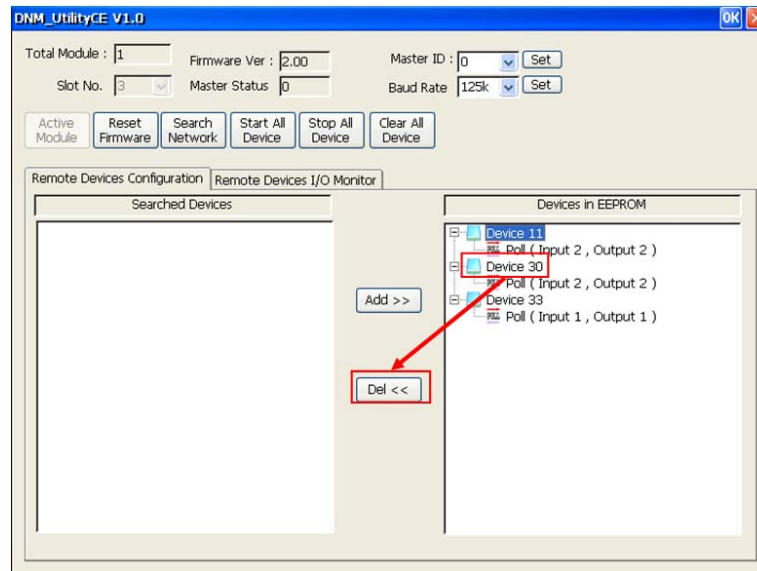 DNM_UtilityCE V1.0 OK
Total Module : 1 Firmware Ver : 2.00 Master ID : 0 Set
Slot No. 3 Master Status 0 Baud Rate 125k Set
Active Module Reset Firmware Search Network Start All Device Stop All Device Clear All Device
Remote Devices Configuration Remote Devices I/O Monitor
Searched Devices Devices in EEPROM
Device 11
Poll ( Input 2 , Output 2 )
Device 30
Poll ( Input 2 , Output 2 )
Add >> Device 33
Poll ( Input 1 , Output 1 )
Del <<